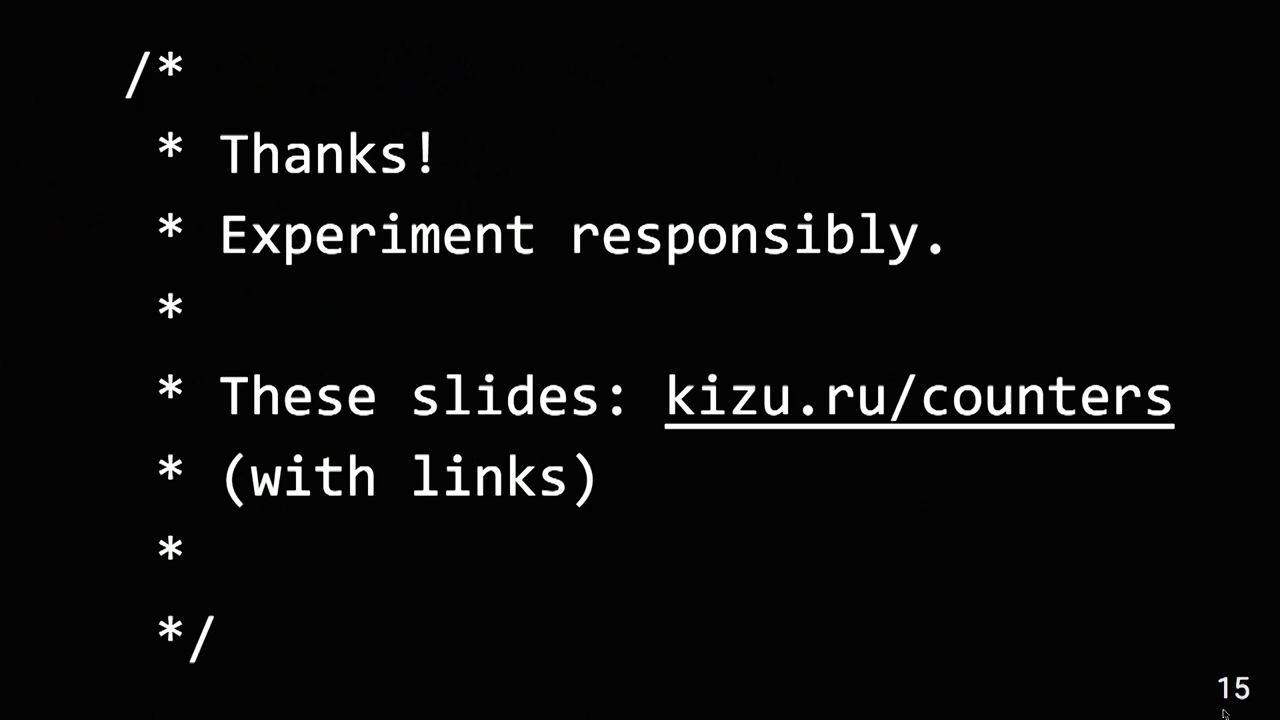 /*
* Thanks!
* Experiment responsibly.
*
* These slides: kizu.ru/counters
* (with links)
*
*/
15